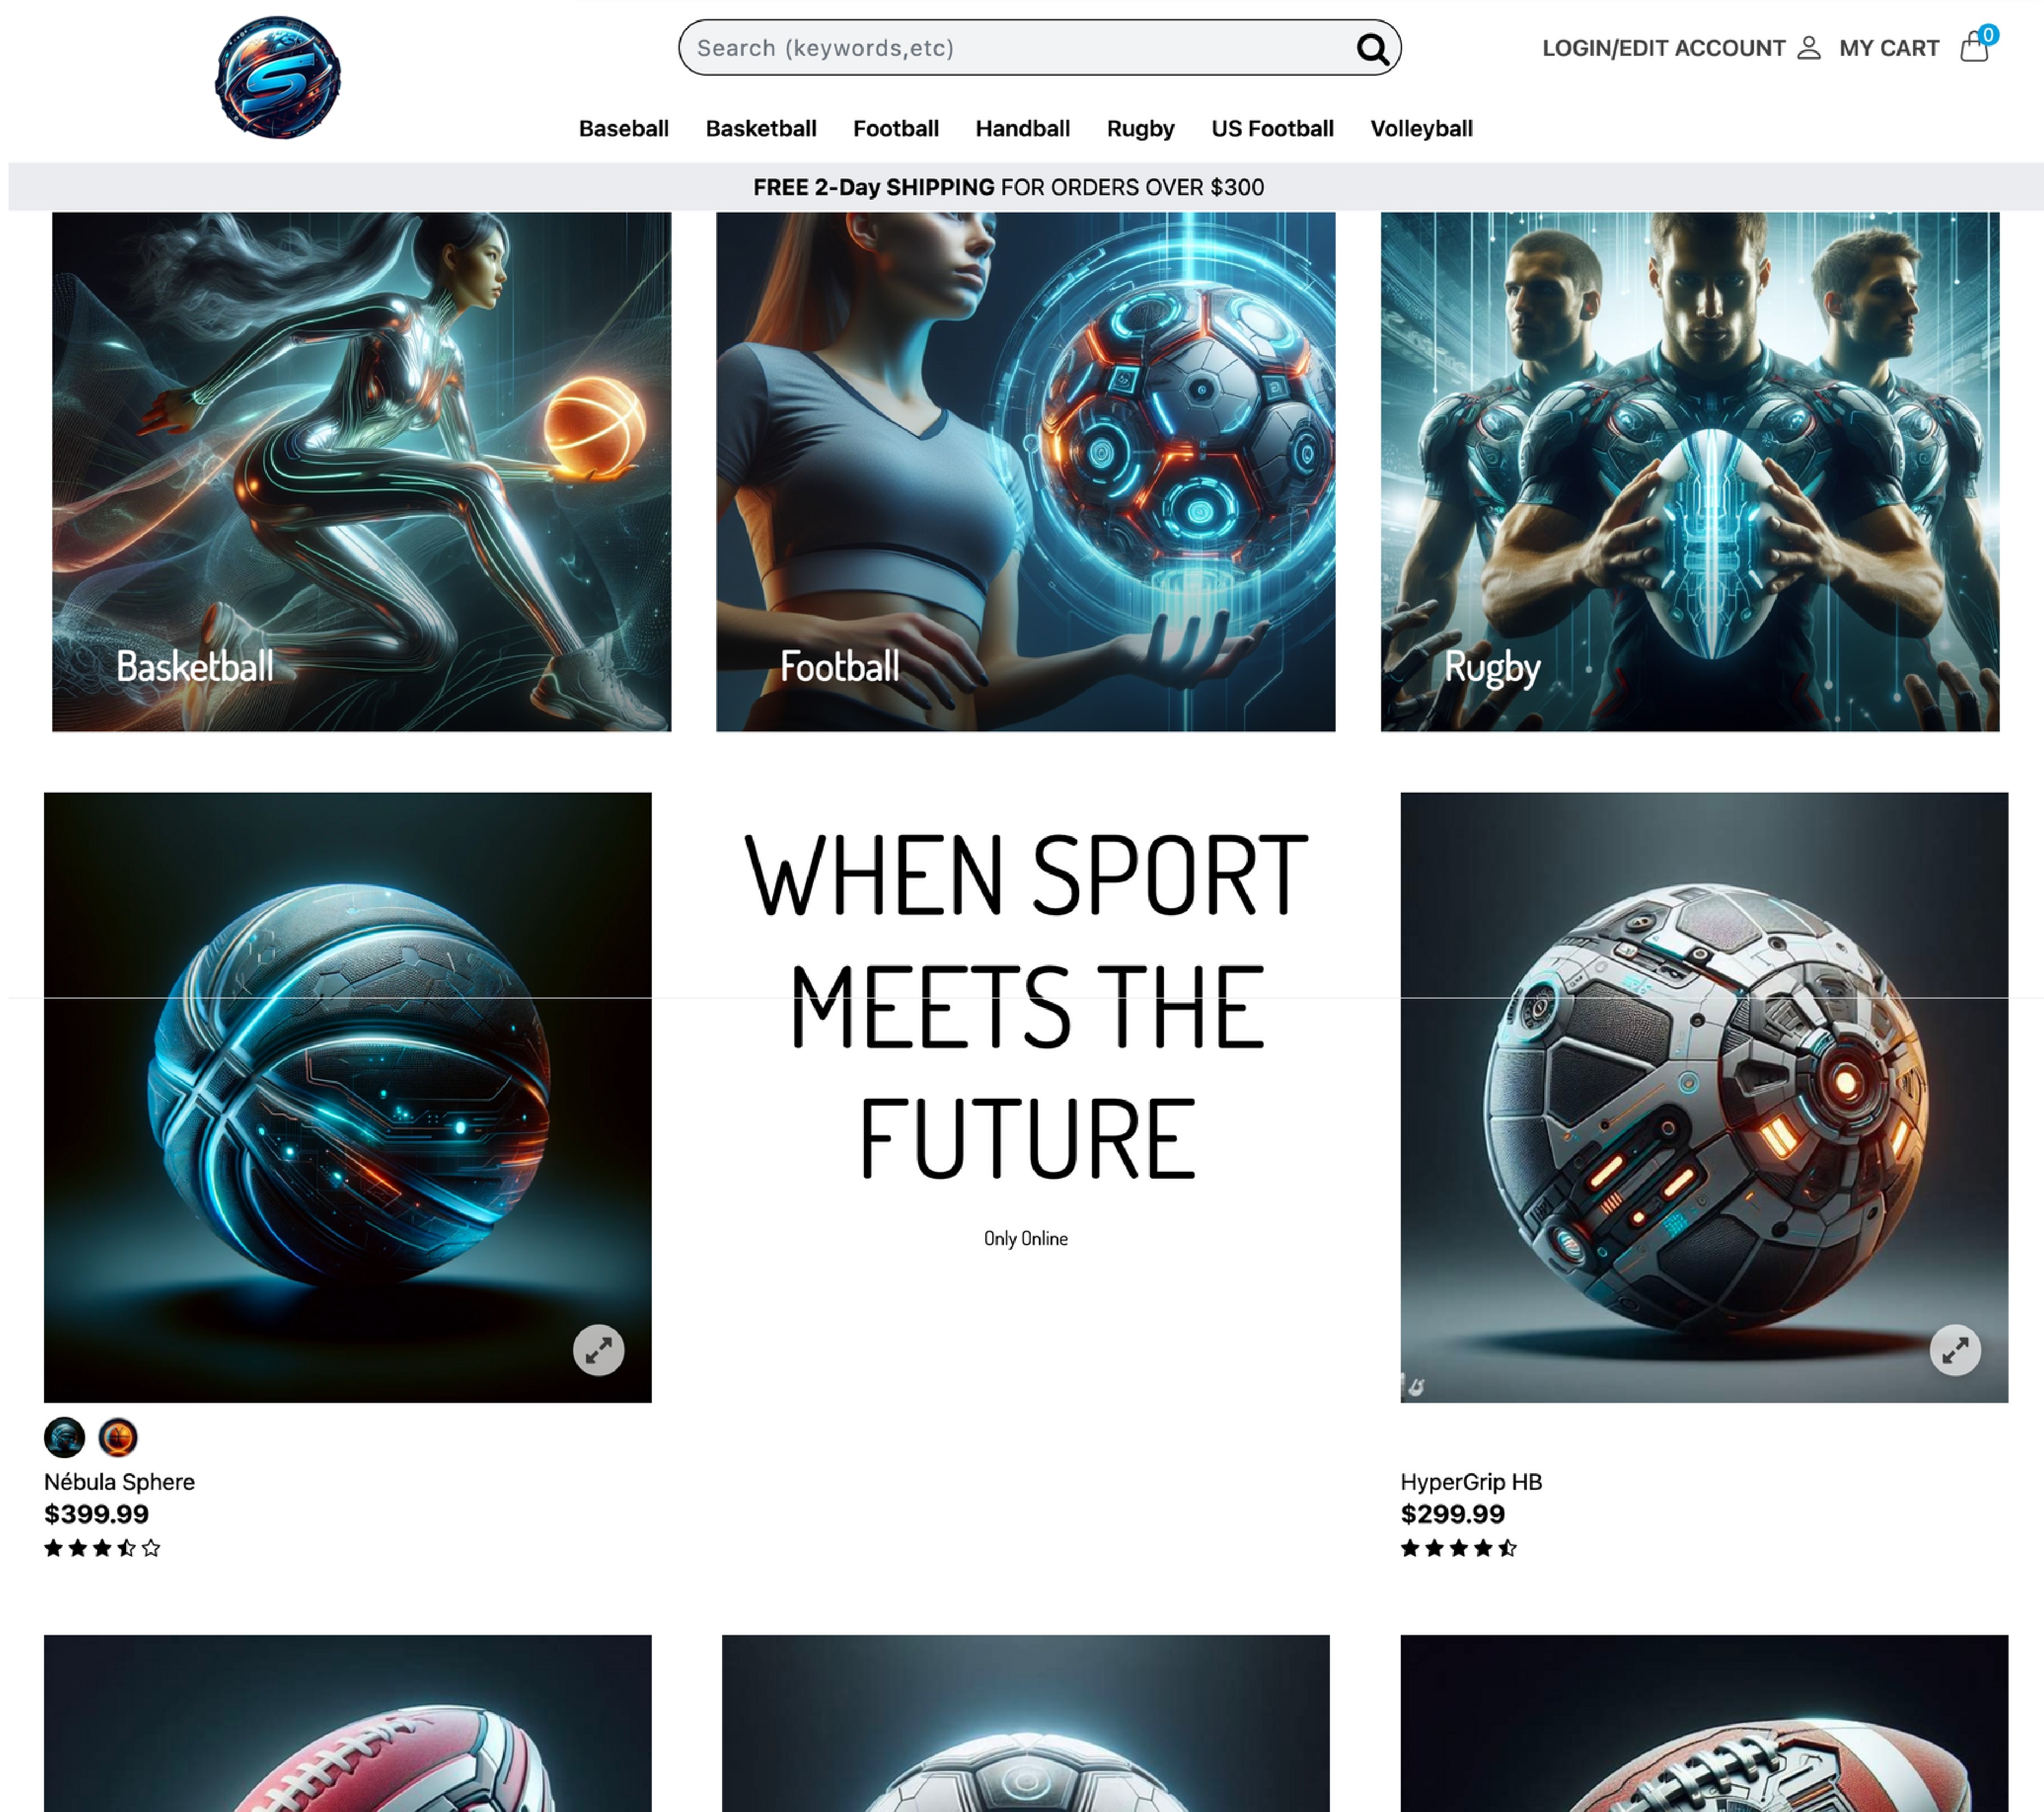 S
Search (keywords,etc)
LOGIN/EDIT ACCOUNT MY CART 0
Baseball Basketball Football Handball Rugby US Football Volleyball
FREE 2-Day SHIPPING FOR ORDERS OVER $300
Basketball
Football
Rugby
WHEN SPORT
MEETS THE
FUTURE
Only Online
Nébula Sphere
$399.99
HyperGrip HB
$299.99